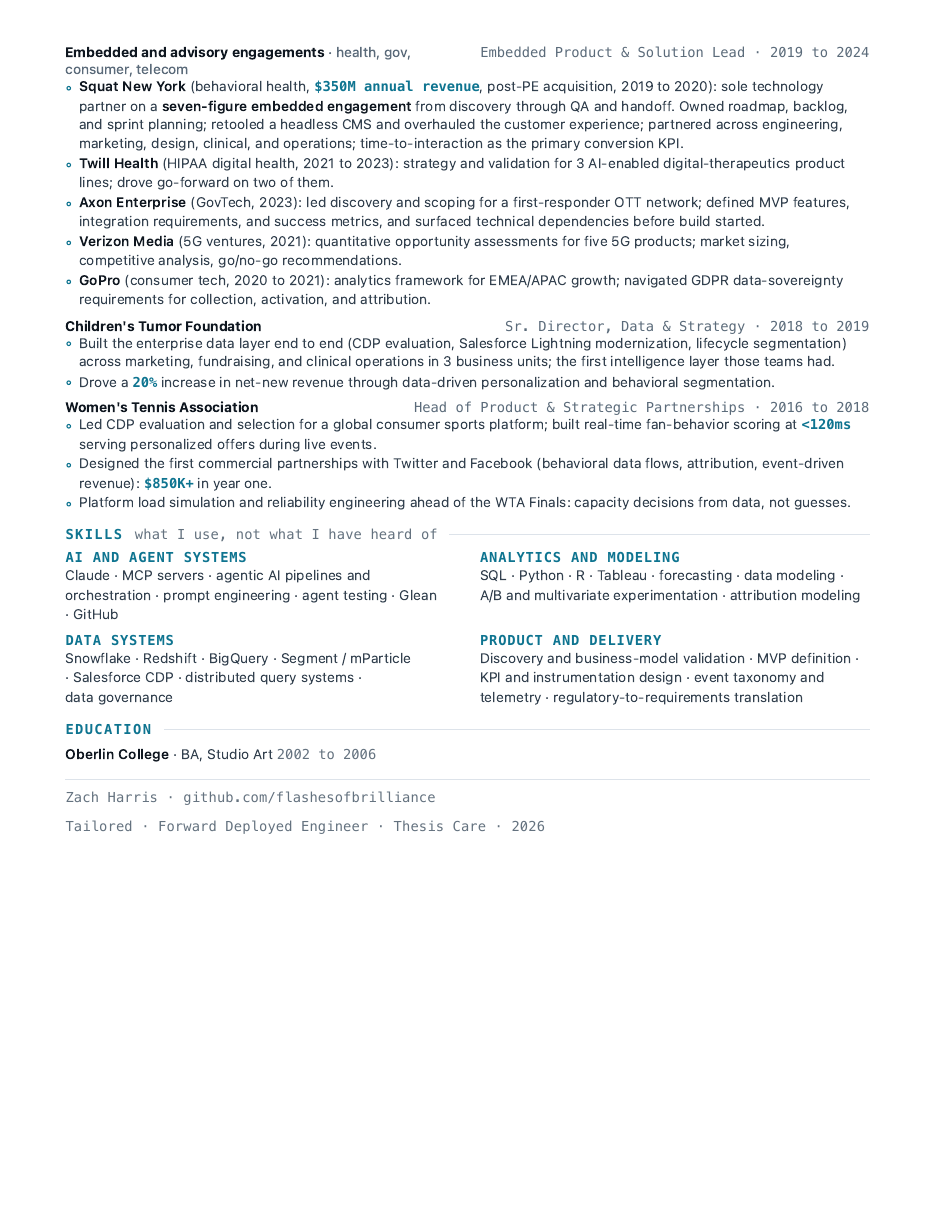 Embedded and advisory engagements · health, gov, consumer, telecom
Embedded Product & Solution Lead · 2019 to 2024
Squat New York (behavioral health, $350M annual revenue, post-PE acquisition, 2019 to 2020): sole technology
partner on a seven-figure embedded engagement from discovery through QA and handoff. Owned roadmap, backlog,
and sprint planning; retooled a headless CMS and overhauled the customer experience; partnered across engineering,
marketing, design, clinical, and operations; time-to-interaction as the primary conversion KPI.
Twill Health (HIPAA digital health, 2021 to 2023): strategy and validation for 3 AI-enabled digital-therapeutics product
lines; drove go-forward on two of them.
Axon Enterprise (GovTech, 2023): led discovery and scoping for a first-responder OTT network; defined MVP features,
integration requirements, and success metrics, and surfaced technical dependencies before build started.
Verizon Media (5G ventures, 2021): quantitative opportunity assessments for five 5G products; market sizing,
competitive analysis, go/no-go recommendations.
GoPro (consumer tech, 2020 to 2021): analytics framework for EMEA/APAC growth; navigated GDPR data-sovereignty
requirements for collection, activation, and attribution.
Children's Tumor Foundation Sr. Director, Data & Strategy · 2018 to 2019
Built the enterprise data layer end to end (CDP evaluation, Salesforce Lightning modernization, lifecycle segmentation)
across marketing, fundraising, and clinical operations in 3 business units; the first intelligence layer those teams had.
Drove a 20% increase in net-new revenue through data-driven personalization and behavioral segmentation.
Women's Tennis Association Head of Product & Strategic Partnerships · 2016 to 2018
Led CDP evaluation and selection for a global consumer sports platform; built real-time fan-behavior scoring at <120ms
serving personalized offers during live events.
Designed the first commercial partnerships with Twitter and Facebook (behavioral data flows, attribution, event-driven
revenue): $850K+ in year one.
Platform load simulation and reliability engineering ahead of the WTA Finals: capacity decisions from data, not guesses.
SKILLS what I use, not what I have heard of
AI AND AGENT SYSTEMS
Claude · MCP servers · agentic AI pipelines and
orchestration · prompt engineering · agent testing · Glean
· GitHub
ANALYTICS AND MODELING
SQL · Python · R · Tableau · forecasting · data modeling ·
A/B and multivariate experimentation · attribution modeling
DATA SYSTEMS
Snowflake · Redshift · BigQuery · Segment / mParticle
· Salesforce CDP · distributed query systems ·
data governance
PRODUCT AND DELIVERY
Discovery and business-model validation · MVP definition ·
KPI and instrumentation design · event taxonomy and
telemetry · regulatory-to-requirements translation
EDUCATION
Oberlin College · BA, Studio Art 2002 to 2006
Zach Harris · github.com/flashesofbrilliance
Tailored · Forward Deployed Engineer · Thesis Care · 2026